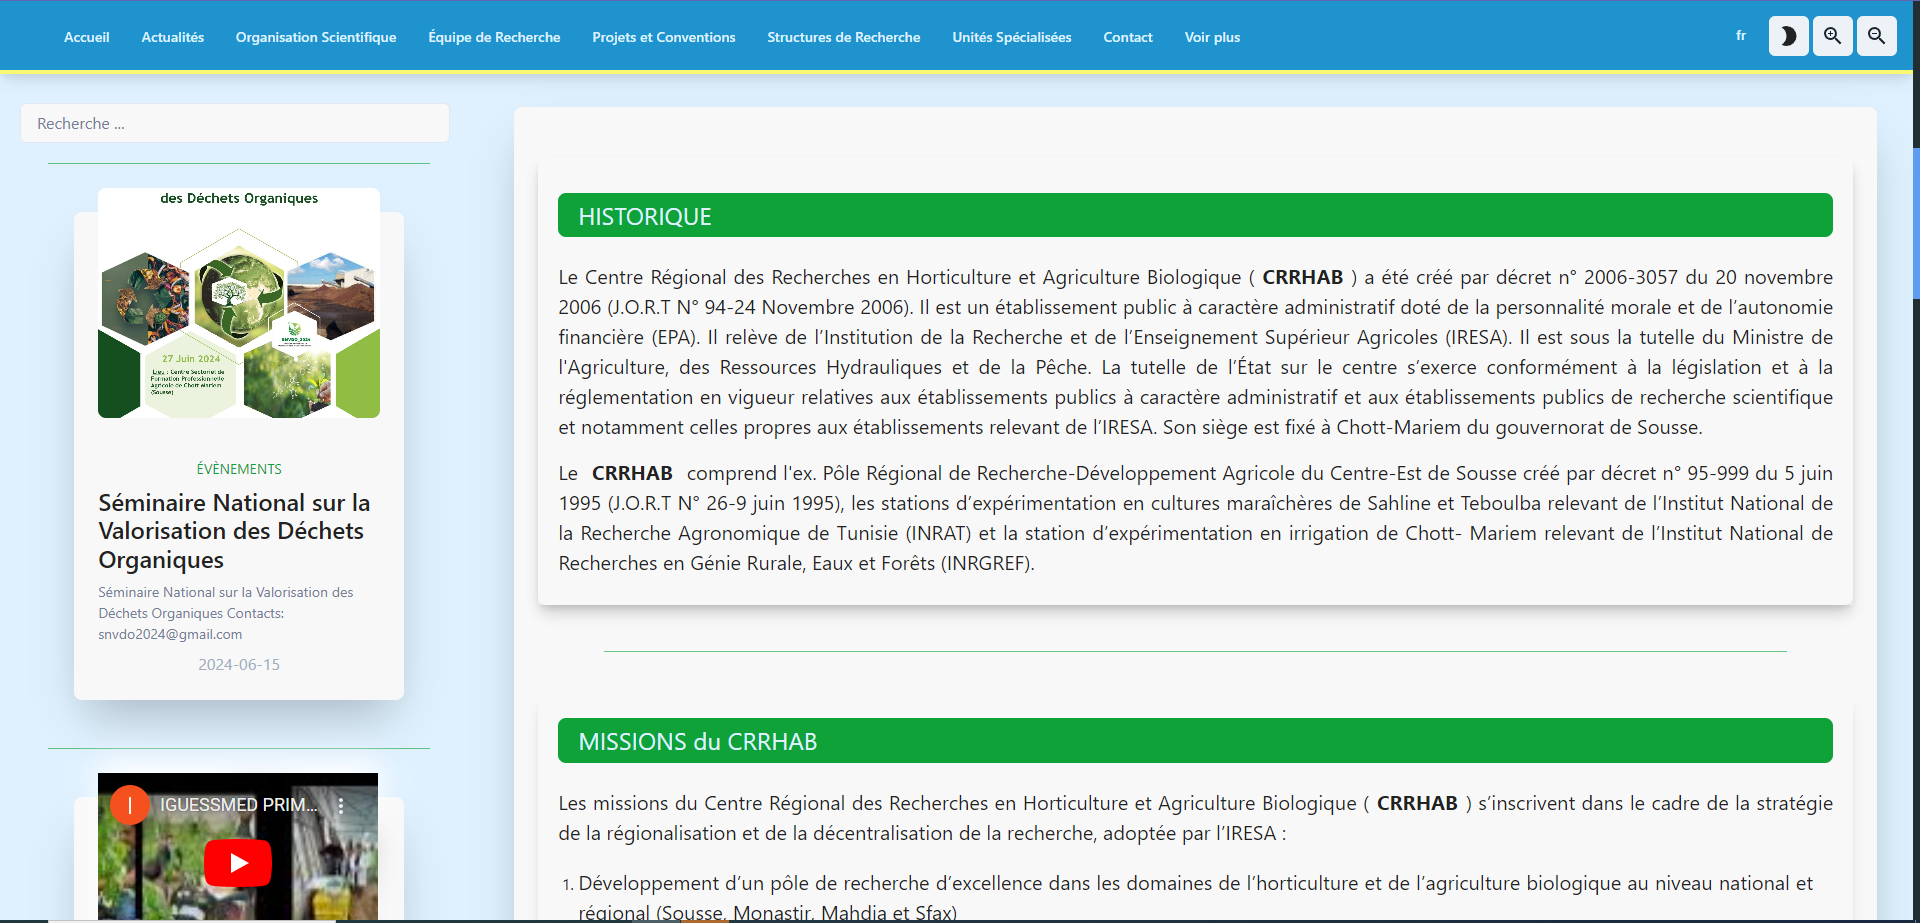 Accueil
Actualités
Organisation Scientifique
Équipe de Recherche
Projets et Conventions
Structures de Recherche
Unités Spécialisées
Contact
Voir plus
fr
Recherche ...
des Déchets Organiques
SNVDO_2024
27 Juin 2024
Lieu : Centre Sectoriel de
Formation Professionnelle
Agricole de Chott Mariem
(Sousse)
ÉVÈNEMENTS
Séminaire National sur la
Valorisation des Déchets
Organiques
Séminaire National sur la Valorisation des
Déchets Organiques Contacts:
snvdo2024@gmail.com
2024-06-15
I
IGUESSMED PRIM...
HISTORIQUE
Le Centre Régional des Recherches en Horticulture et Agriculture Biologique ( CRRHAB ) a été créé par décret n° 2006-3057 du 20 novembre
2006 (J.O.R.T N° 94-24 Novembre 2006). Il est un établissement public à caractère administratif doté de la personnalité morale et de l’autonomie
financière (EPA). Il relève de l’Institution de la Recherche et de l’Enseignement Supérieur Agricoles (IRESA). Il est sous la tutelle du Ministre de
l'Agriculture, des Ressources Hydrauliques et de la Pêche. La tutelle de l’État sur le centre s’exerce conformément à la législation et à la
réglementation en vigueur relatives aux établissements publics à caractère administratif et aux établissements publics de recherche scientifique
et notamment celles propres aux établissements relevant de l’IRESA. Son siège est fixé à Chott-Mariem du gouvernorat de Sousse.
Le CRRHAB comprend l'ex. Pôle Régional de Recherche-Développement Agricole du Centre-Est de Sousse créé par décret n° 95-999 du 5 juin
1995 (J.O.R.T N° 26-9 juin 1995), les stations d’expérimentation en cultures maraîchères de Sahline et Teboulba relevant de l’Institut National de
la Recherche Agronomique de Tunisie (INRAT) et la station d’expérimentation en irrigation de Chott- Mariem relevant de l’Institut National de
Recherches en Génie Rurale, Eaux et Forêts (INRGREF).
MISSIONS du CRRHAB
Les missions du Centre Régional des Recherches en Horticulture et Agriculture Biologique ( CRRHAB ) s’inscrivent dans le cadre de la stratégie
de la régionalisation et de la décentralisation de la recherche, adoptée par l’IRESA :
1. Développement d’un pôle de recherche d’excellence dans les domaines de l’horticulture et de l’agriculture biologique au niveau national et
régional (Sousse, Monastir, Mahdia et Sfax)